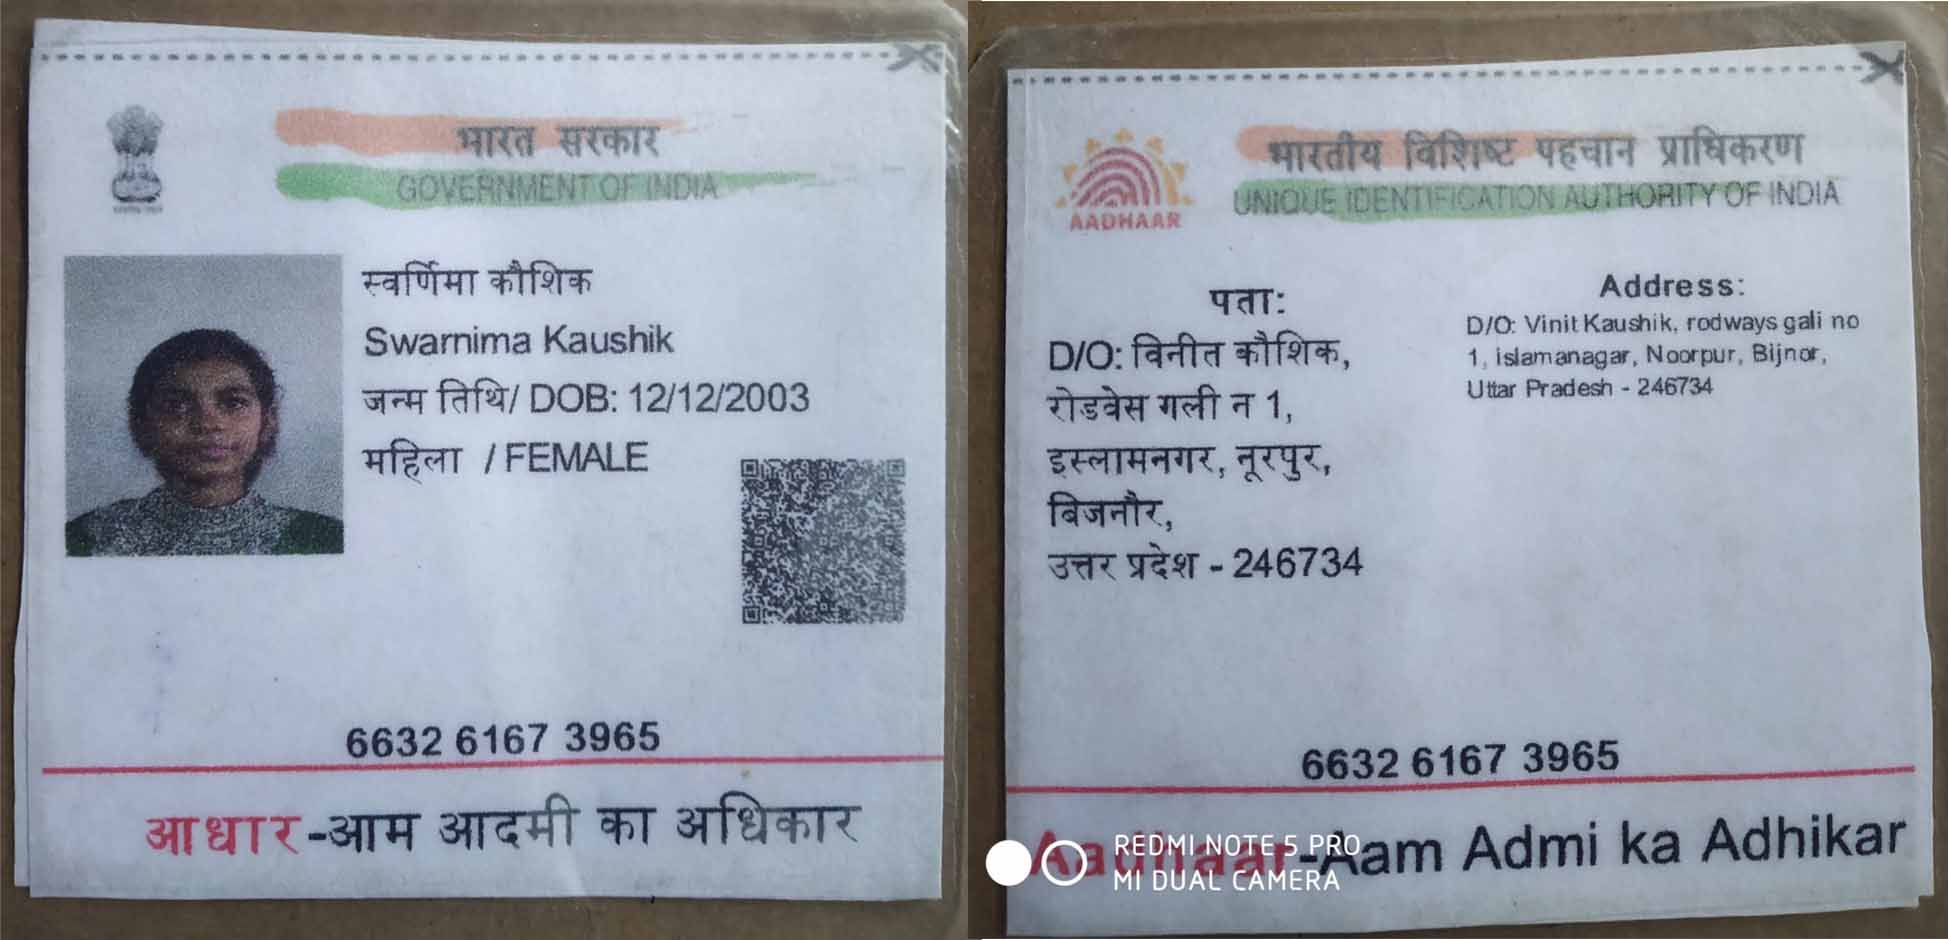 भारत सरकार
GOVERNMENT OF INDIA
स्वर्णिमा कौशिक
Swarnima Kaushik
जन्म तिथि/ DOB: 12/12/2003
महिला / FEMALE
6632 6167 3965
आधार-आम आदमी का अधिकार
AADHAAR
भारतीय विशिष्ट पहचान प्राधिकरण
UNIQUE IDENTIFICATION AUTHORITY OF INDIA
पता:
D/O: विनीत कौशिक,
रोडवेस गली न 1,
इस्लामनगर, नूरपुर,
बिजनौर,
उत्तर प्रदेश - 246734
Address:
D/O: Vinit Kaushik, rodways gali no
1, islamanagar, Noorpur, Bijnor,
Uttar Pradesh - 246734
6632 6167 3965
Aadhaar-Aam Admi ka Adhikar
REDMI NOTE 5 PRO
MI DUAL CAMERA